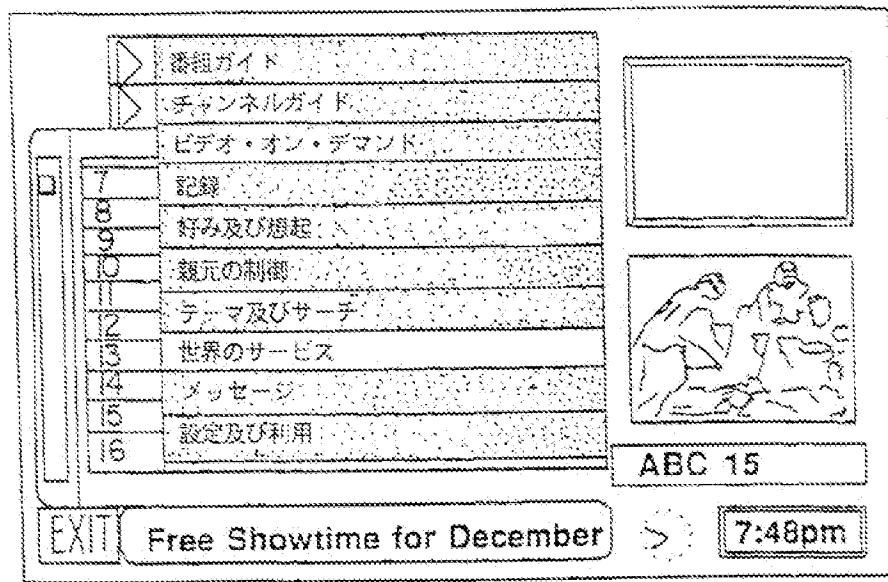 番組ガイド
チャンネルガイド
ビデオ・オン・デマンド
7 記録
8
9 好み及び想起
10 親元の制御
11
12 テーマ及びサーチ
13 世界のサービス
14 メッセージ
15 設定及び利用
16
ABC 15
EXIT Free Showtime for December 7:48pm